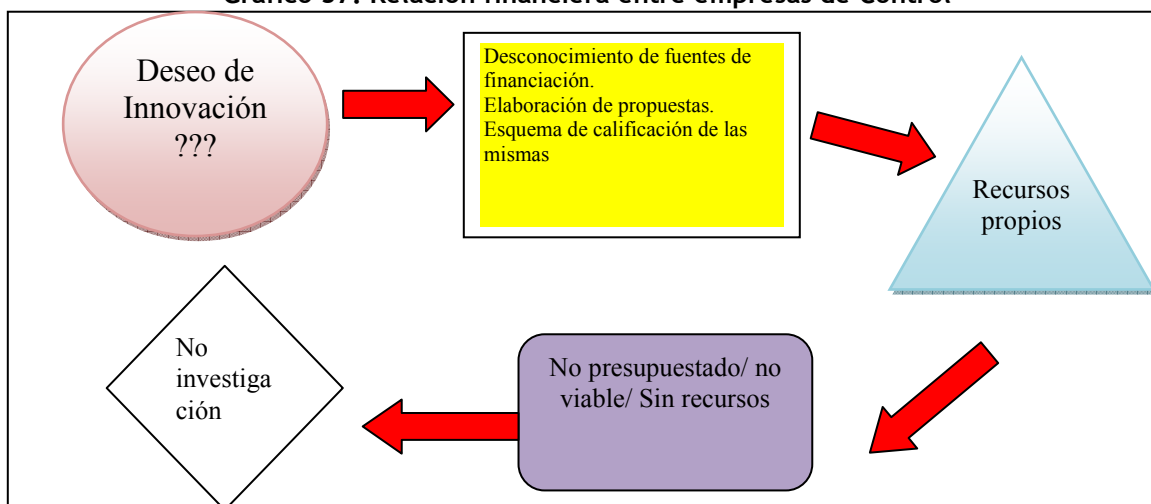 Gráfico 37. Relación financiera entre empresas de Control
Deseo de
Innovación
???
Desconocimiento de fuentes de
financiación.
Elaboración de propuestas.
Esquema de calificación de las
mismas
Recursos
propios
No presupuestado/ no
viable/ Sin recursos
No
investiga
ción